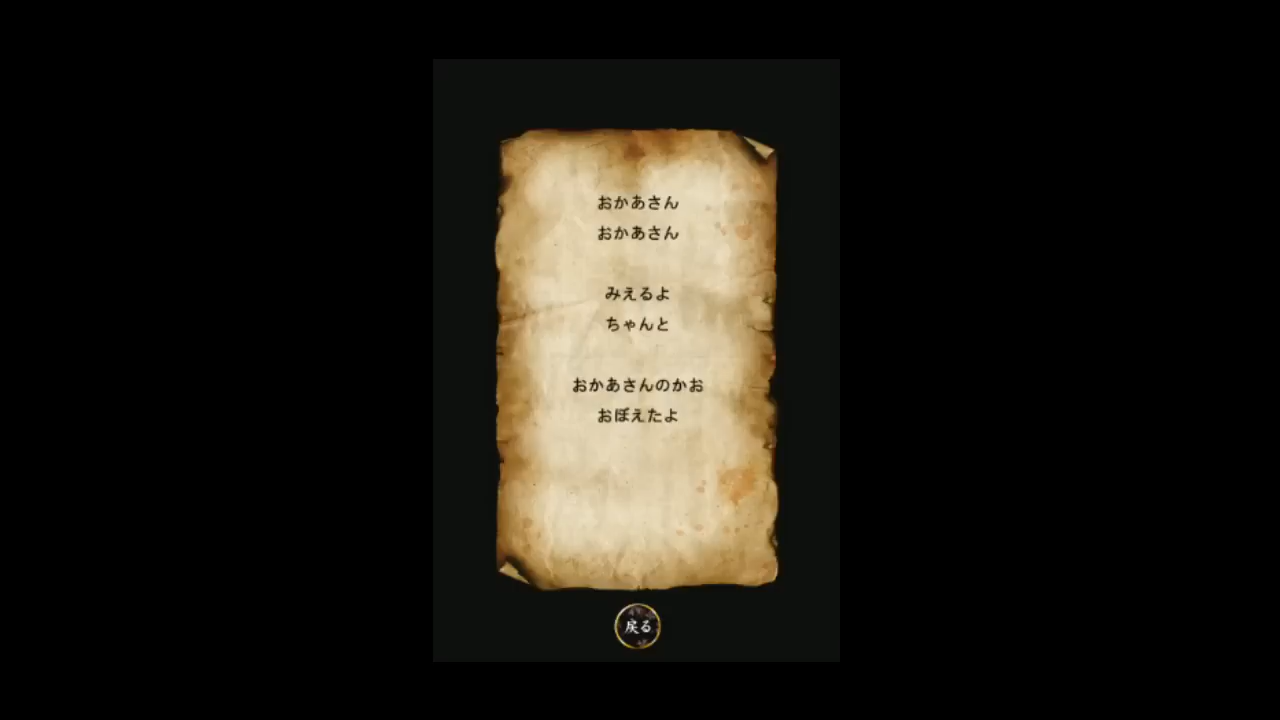 おかあさん
おかあさん
みえるよ
ちゃんと
おかあさんのかお
おぼえたよ
戻る